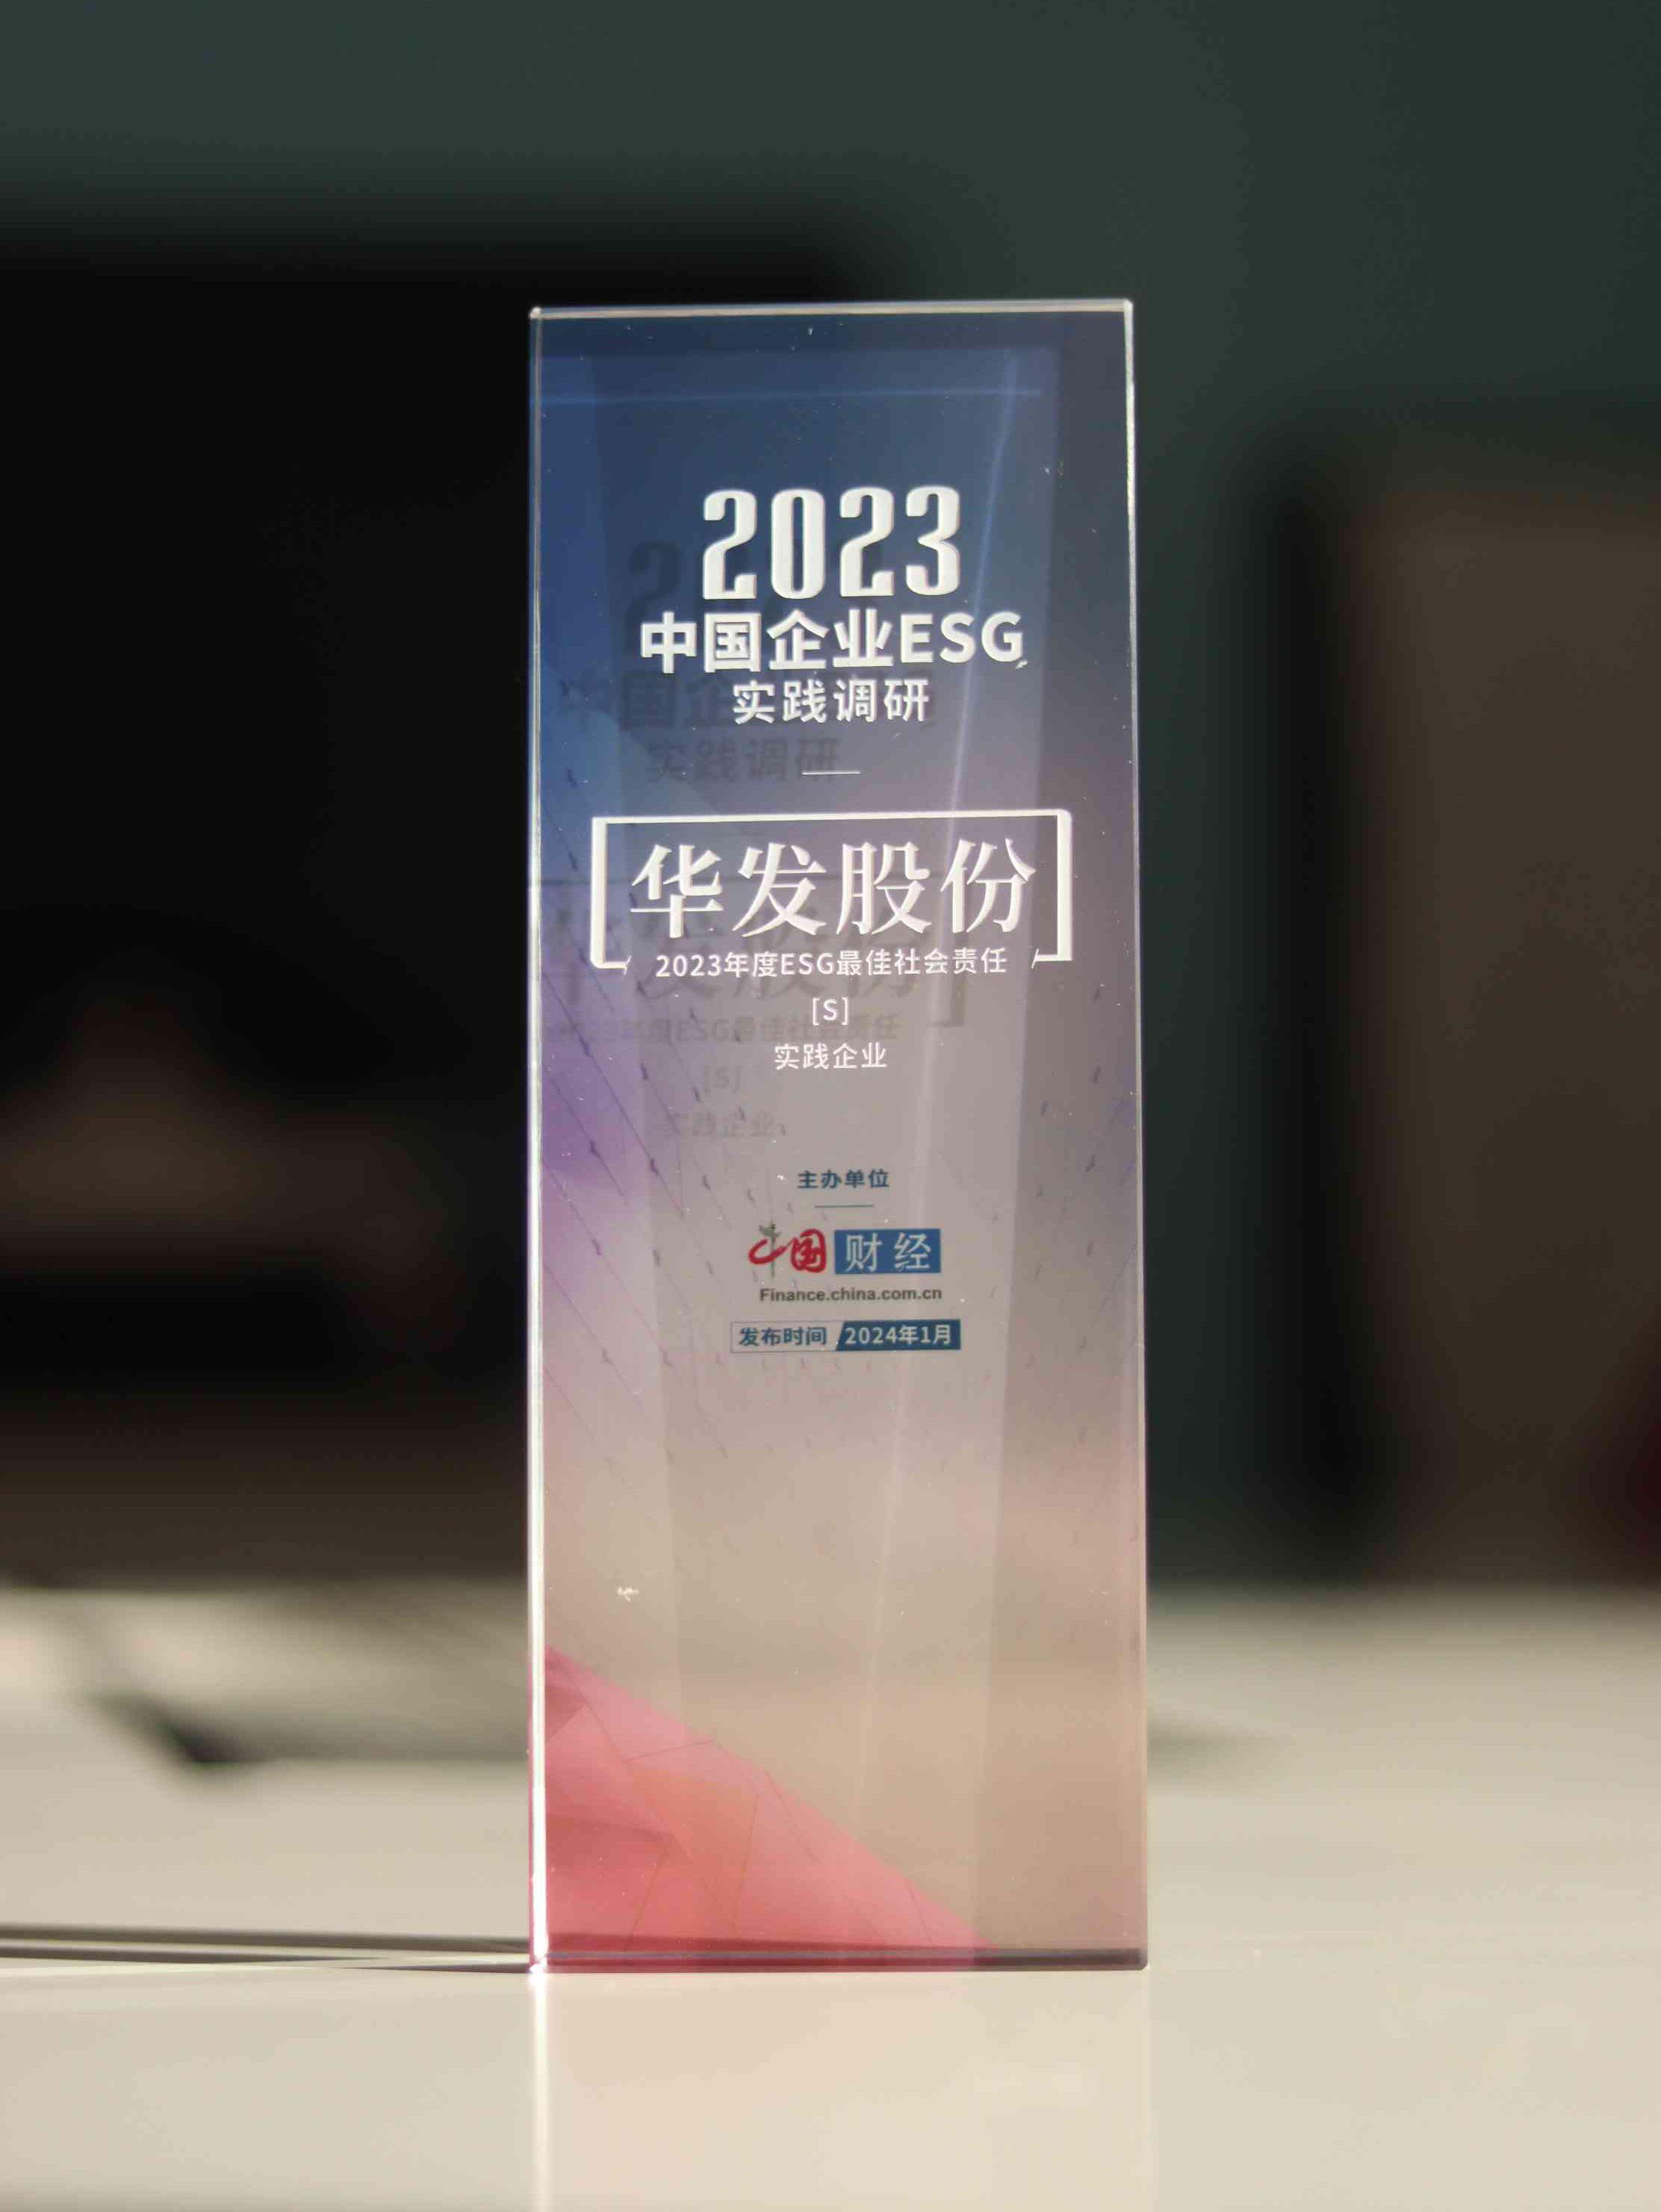 2023
中国企业ESG
实践调研
华发股份
2023年度ESG最佳社会责任
[S]
实践企业
主办单位
中国财经
Finance.china.com.cn
发布时间 2024年1月